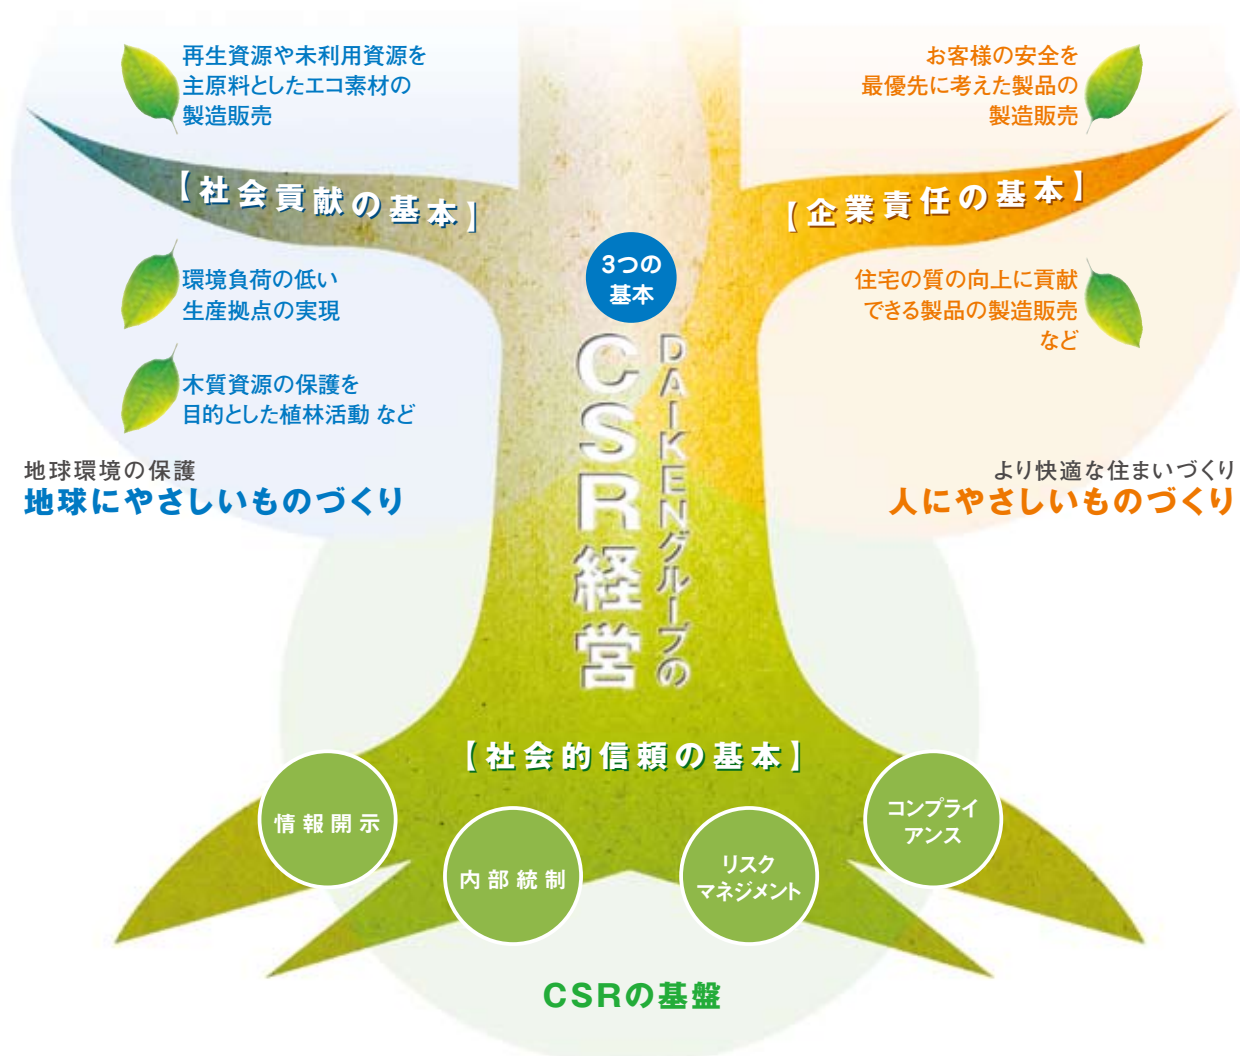 再生資源や未利用資源を
主原料としたエコ素材の
製造販売
【社会貢献の基本】
環境負荷の低い
生産拠点の実現
木質資源の保護を
目的とした植林活動 など
地球環境の保護
地球にやさしいものづくり
お客様の安全を
最優先に考えた製品の
製造販売
【企業責任の基本】
住宅の質の向上に貢献
できる製品の製造販売
など
より快適な住まいづくり
人にやさしいものづくり
3つの
基本
DAIKENグループの
CSR経営
【社会的信頼の基本】
情報開示
内部統制
リスク
マネジメント
コンプライ
アンス
CSRの基盤